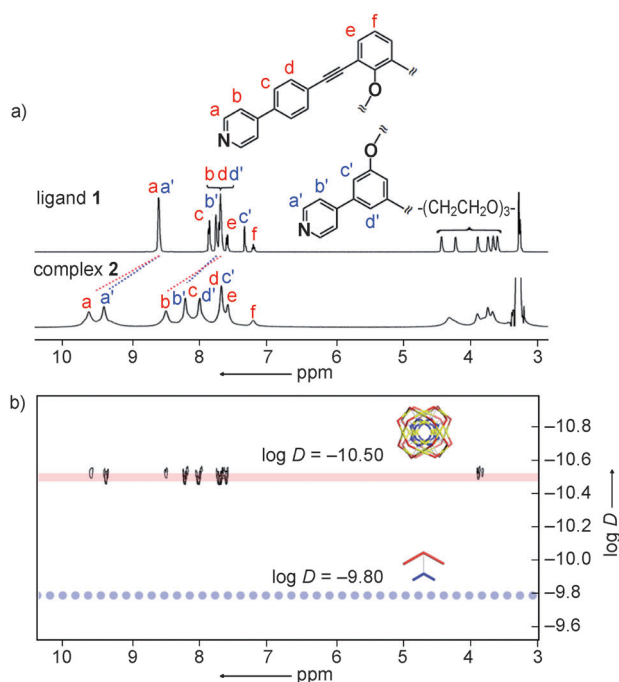 a)
e f
d
c
b
a
N
O
O
c'
b'
a'
d'
N
-(CH₂CH₂O)₃-
ligand 1
a a'
b d d'
b'
c
e
c'
f
complex 2
a
a'
b
b'
c
d'
d c'
e
f
10 9 8 7 6 5 4 3
ppm
b)
log D = –10.50
log D = –9.80
–10.8
–10.6
–10.4
–10.2
–10.0
–9.8
–9.6
log D
10 9 8 7 6 5 4 3
ppm